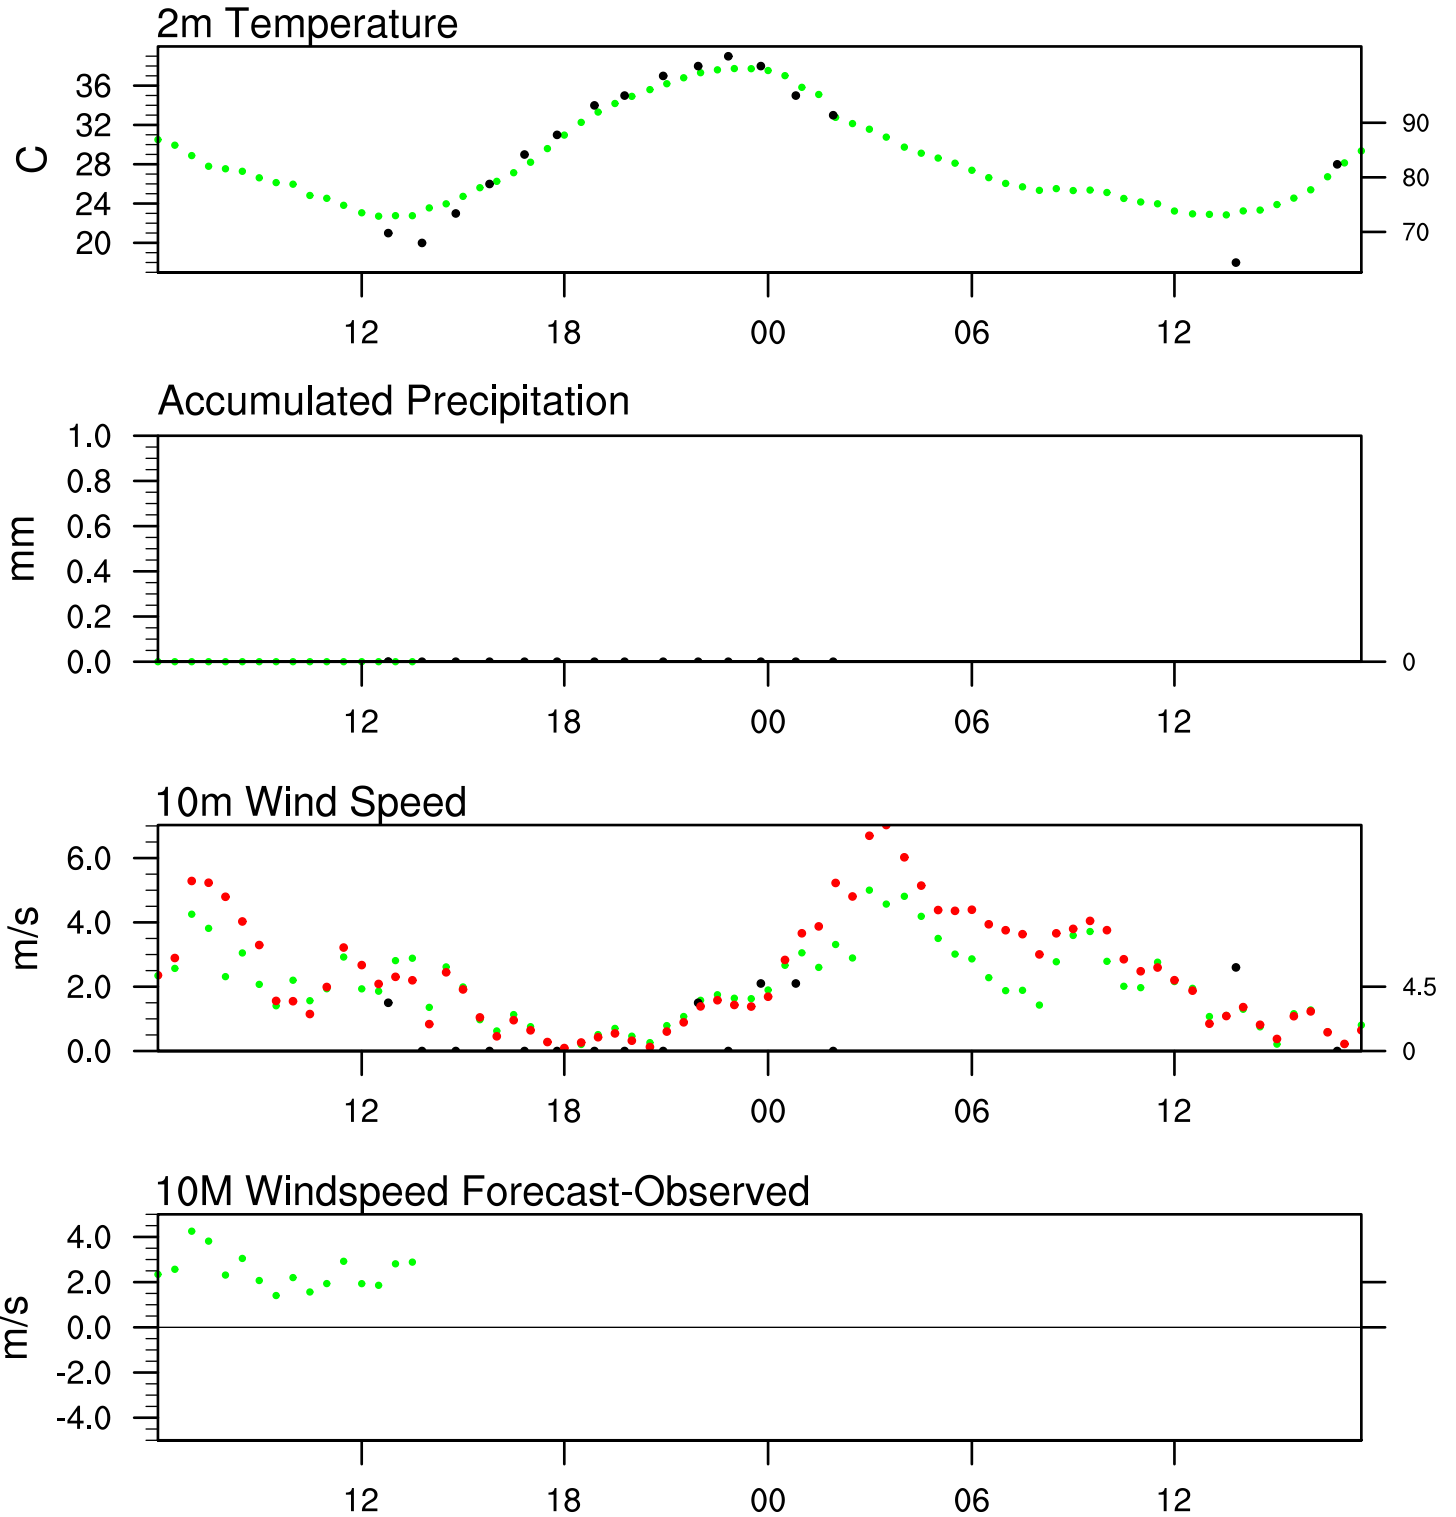 2m Temperature
C
36
32
28
24
20
90
80
70
12 18 00 06 12
Accumulated Precipitation
mm
1.0
0.8
0.6
0.4
0.2
0.0
0
12 18 00 06 12
10m Wind Speed
m/s
6.0
4.0
2.0
0.0
4.5
0
12 18 00 06 12
10M Windspeed Forecast-Observed
m/s
4.0
2.0
0.0
-2.0
-4.0
12 18 00 06 12